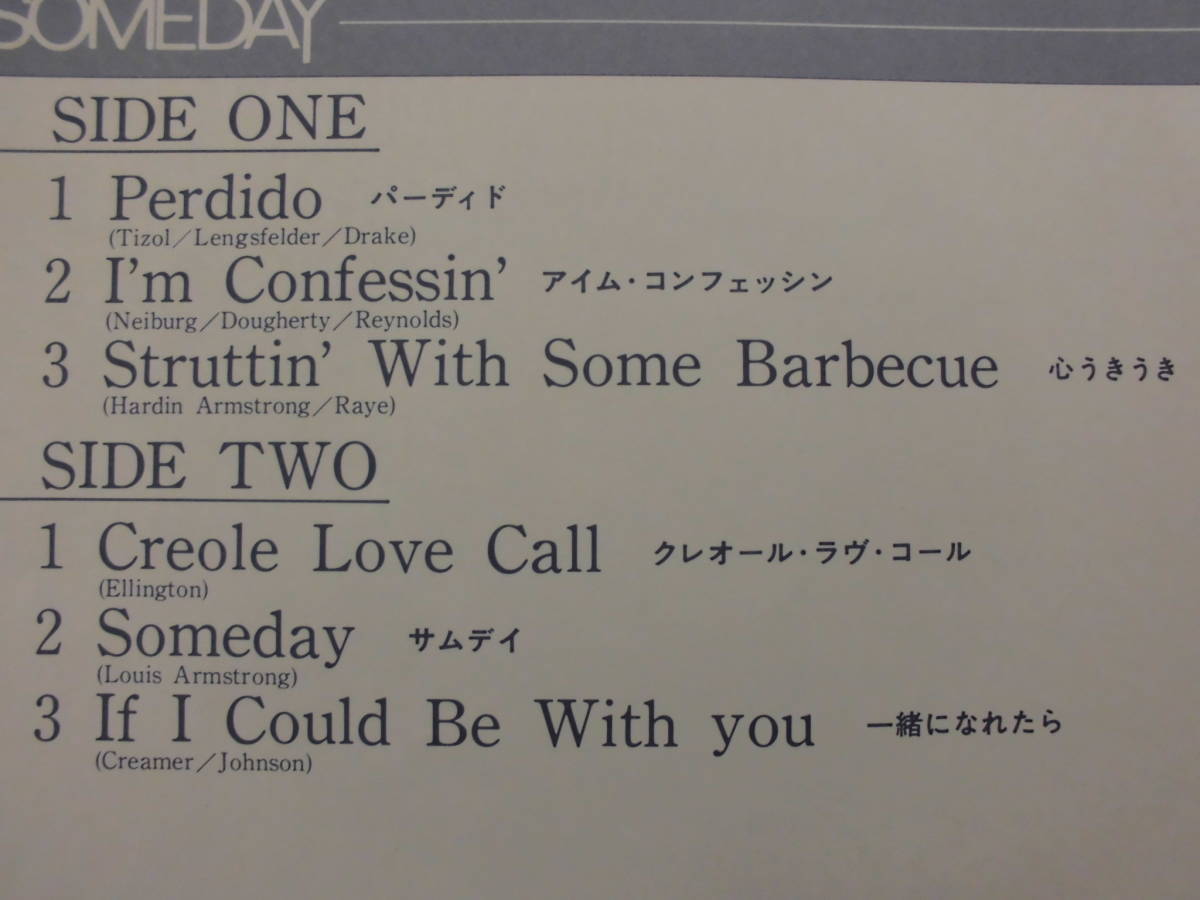 SOMEDAY
SIDE ONE
1 Perdido パーディド
(Tizol／Lengsfelder／Drake)
2 I'm Confessin' アイム・コンフェッシン
(Neiburg／Dougherty／Reynolds)
3 Struttin' With Some Barbecue 心うきうき
(Hardin Armstrong／Raye)
SIDE TWO
1 Creole Love Call クレオール・ラヴ・コール
(Ellington)
2 Someday サムデイ
(Louis Armstrong)
3 If I Could Be With you 一緒になれたら
(Creamer／Johnson)